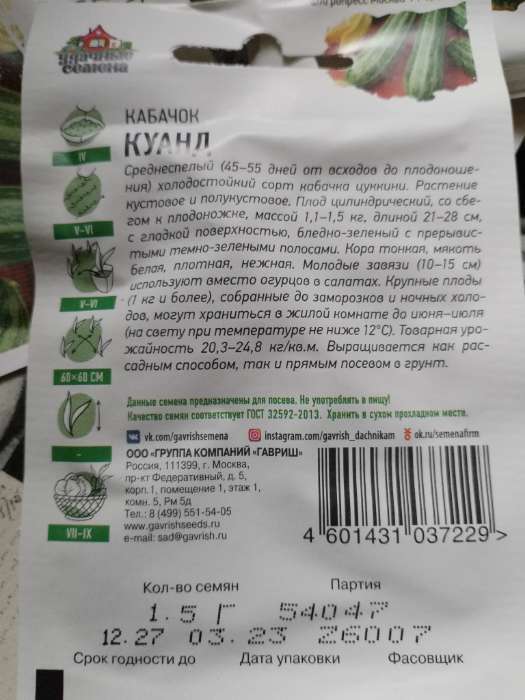 Удачные
семена
КАБАЧОК
КУАНД
Среднеспелый (45–55 дней от всходов до плодоноше-
ния) холодостойкий сорт кабачка цуккини. Растение
кустовое и полукустовое. Плод цилиндрический, со сбе-
гом к плодоножке, массой 1,1–1,5 кг, длиной 21–28 см,
с гладкой поверхностью, бледно-зеленый с прерывис-
тыми темно-зелеными полосами. Кора тонкая, мякоть
белая, плотная, нежная. Молодые завязи (10–15 см)
используют вместо огурцов в салатах. Крупные плоды
(1 кг и более), собранные до заморозков и ночных холо-
дов, могут храниться в жилой комнате до июня–июля
(на свету при температуре не ниже 12°С). Товарная уро-
жайность 20,3–24,8 кг/кв.м. Выращивается как рас-
садным способом, так и прямым посевом в грунт.
IV
V–VI
V–VI
60×60 СМ
-
VII–IX
Данные семена предназначены для посева. Не употреблять в пищу!
Качество семян соответствует ГОСТ 32592-2013. Хранить в сухом прохладном месте.
vk.com/gavrishsemena instagram.com/gavrish_dachnikam ok.ru/semenafirm
ООО «ГРУППА КОМПАНИЙ «ГАВРИШ»
Россия, 111399, г. Москва,
пр-кт Федеративный, д. 5,
корп.1, помещение 1, этаж 1,
комн. 5, Рм 5д
Тел.: 8 (499) 551-54-05
www.gavrishseeds.ru
e-mail: sad@gavrish.ru
4 601431 037229 >
Кол-во семян Партия
1.5 Г 54047
12.27 03.23 26007
Срок годности до Дата упаковки Фасовщик